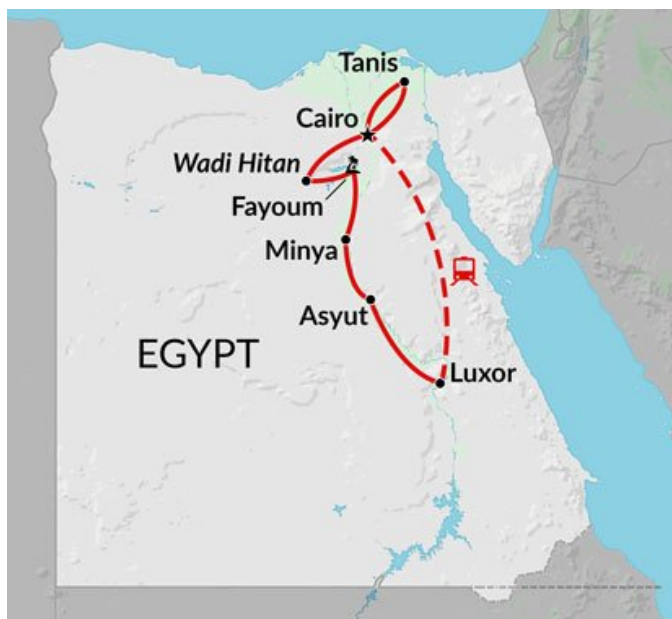 Tanis
Cairo
Wadi Hitan
Fayoum
Minya
Asyut
EGYPT
Luxor